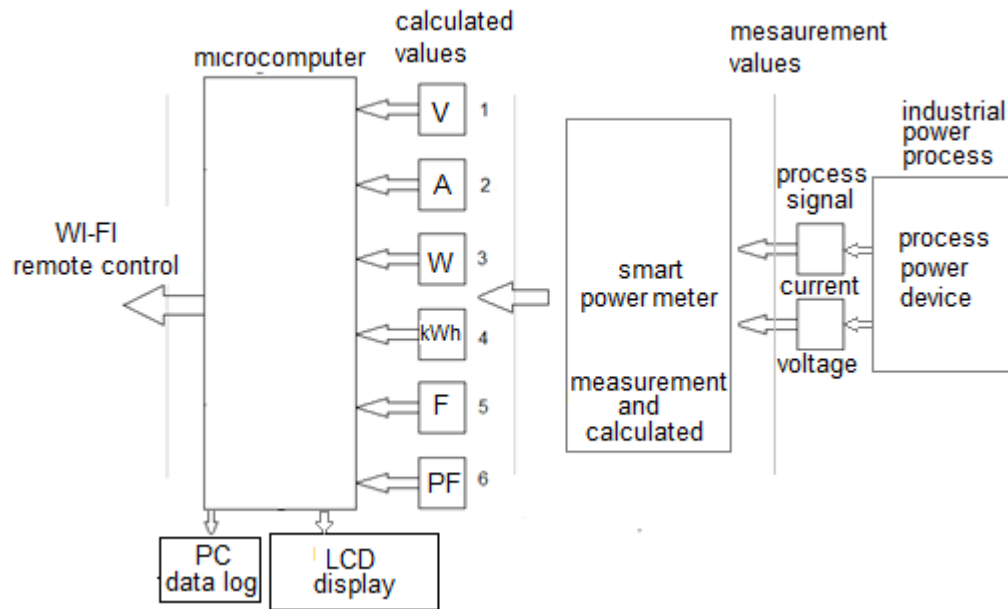 calculated
values
microcomputer
V
1
A
2
W
3
kWh
4
F
5
PF
6
WI-FI
remote control
PC
data log
LCD
display
smart
power meter
measurement
and
calculated
mesaurement
values
process
signal
current
voltage
industrial
power
process
process
power
device